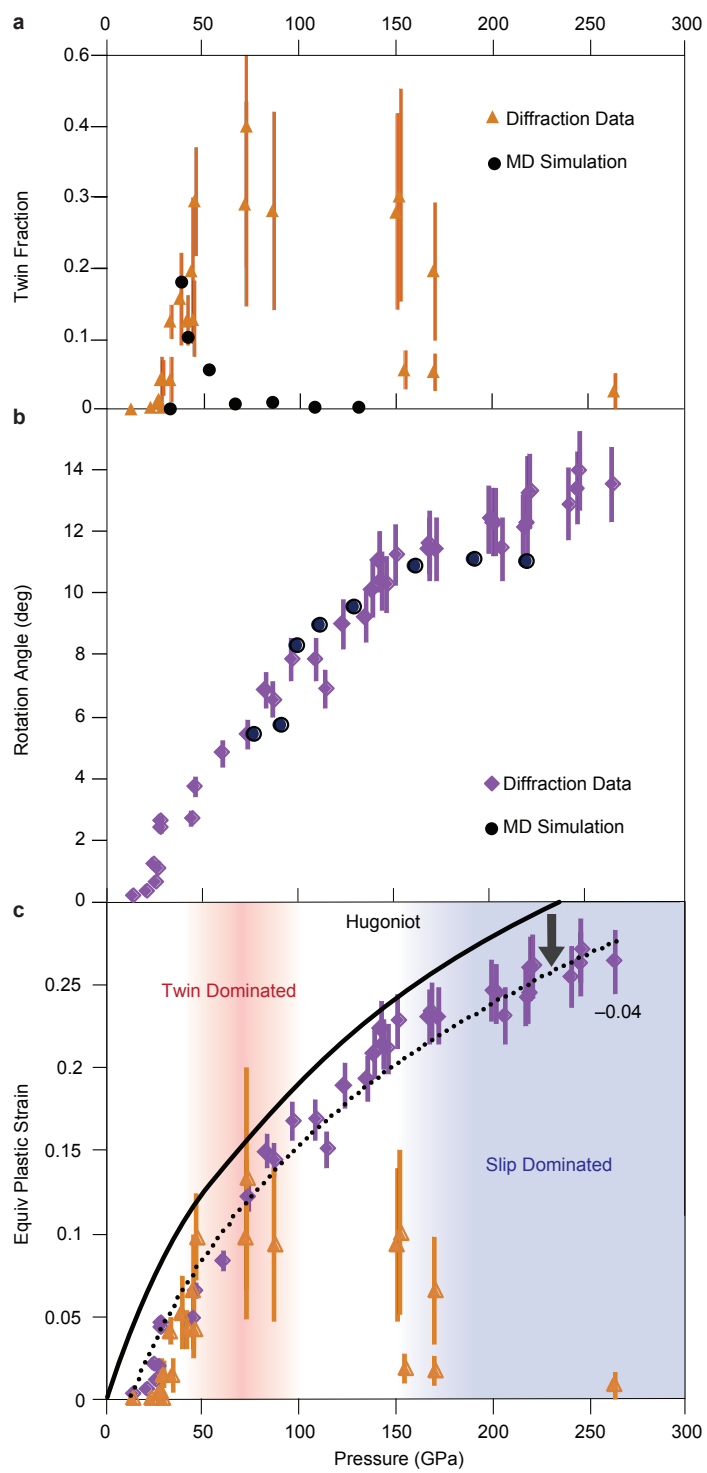 a
0 50 100 150 200 250 300
0.6
0.4
0.3
0.2
0.1
0
Twin Fraction
Diffraction Data
MD Simulation
b
14
12
10
8
6
4
2
0
Rotation Angle (deg)
Diffraction Data
MD Simulation
c
Hugoniot
0.25
Twin Dominated
−0.04
0.2
0.15
Slip Dominated
0.1
0.05
0
Equiv Plastic Strain
0 50 100 150 200 250 300
Pressure (GPa)